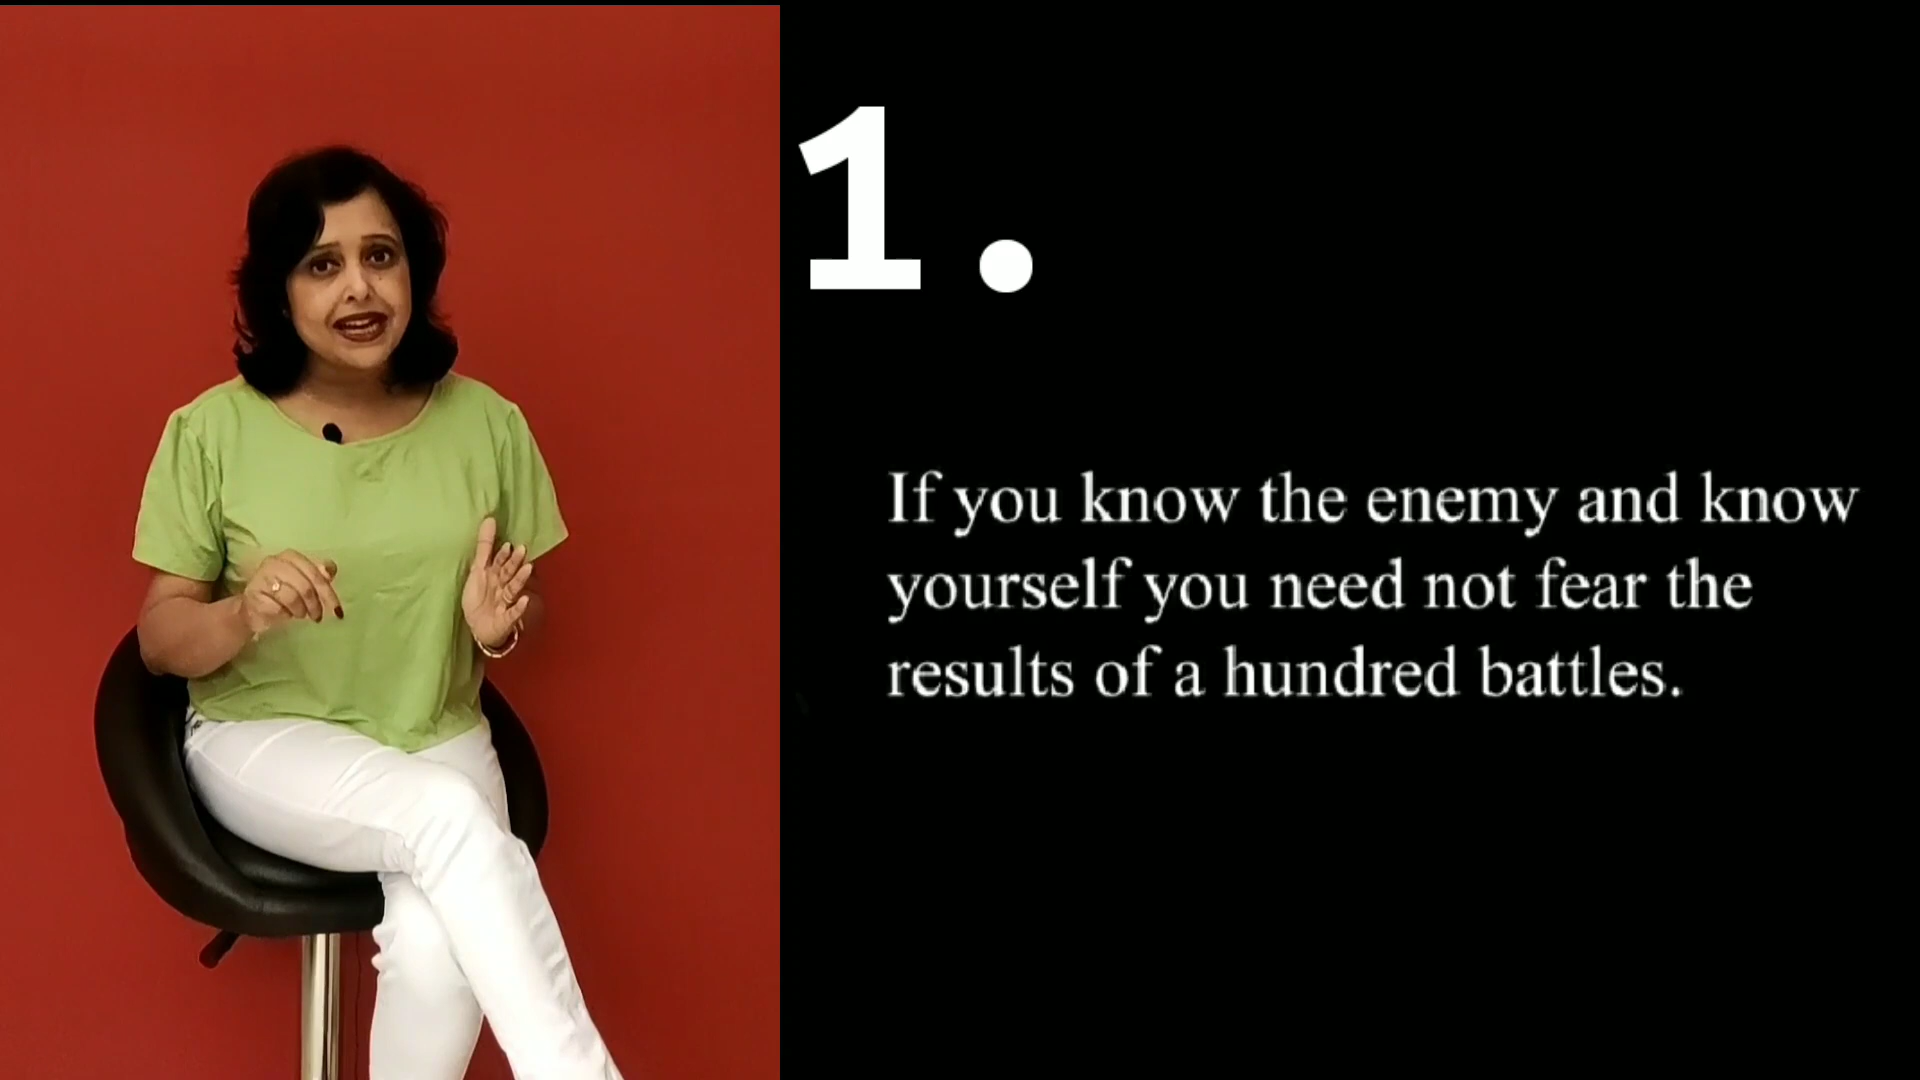 1.
If you know the enemy and know
yourself you need not fear the
results of a hundred battles.